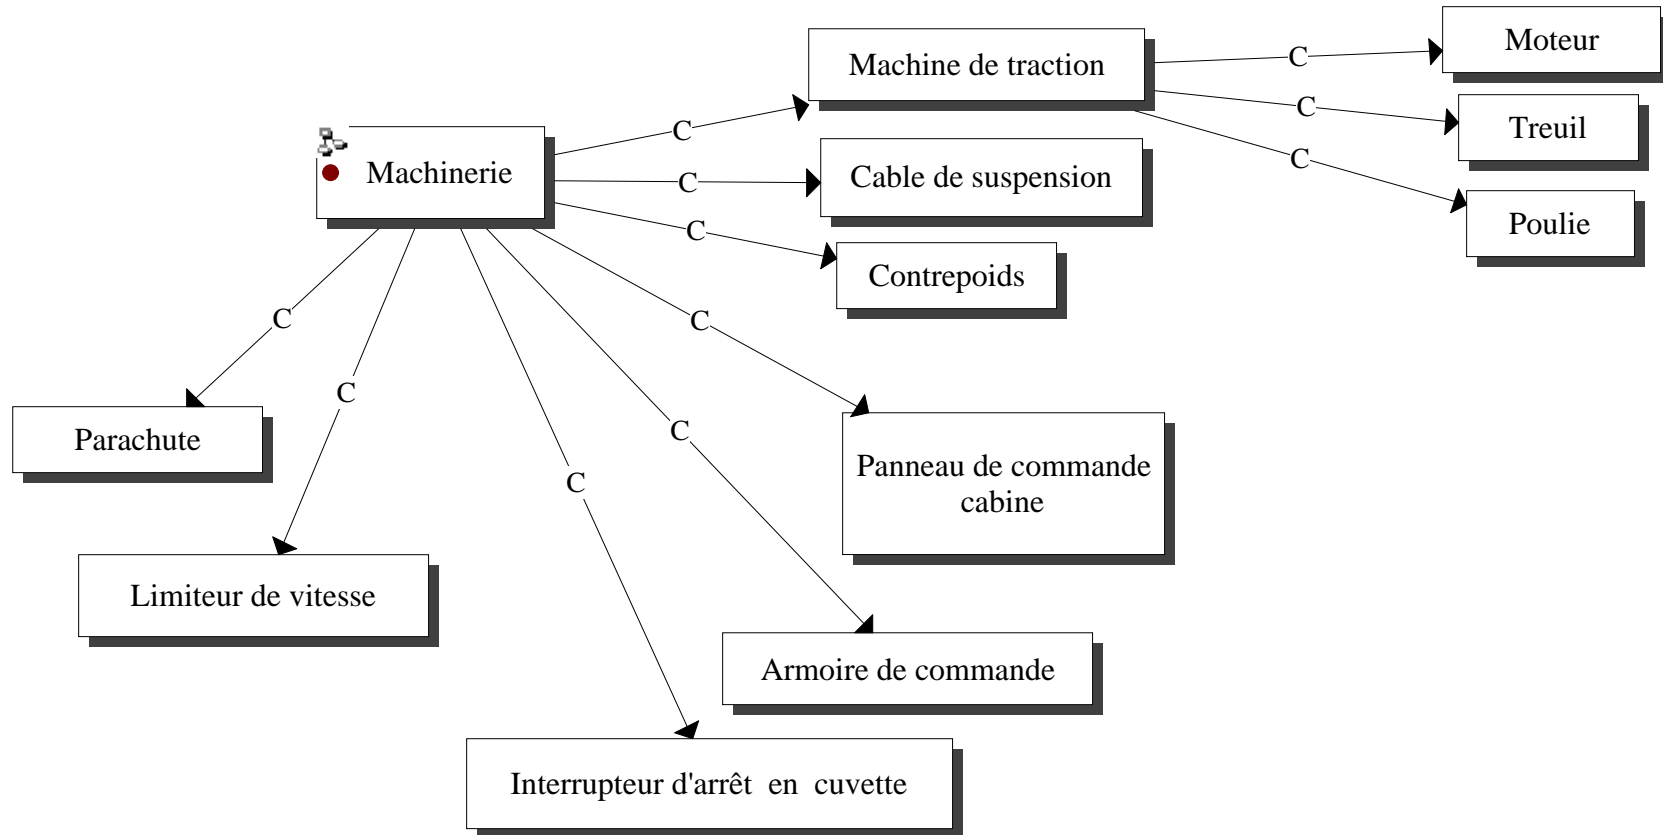 Moteur
C
Machine de traction
C
Treuil
C
C
Machinerie
Cable de suspension
C
C
Poulie
C
Contrepoids
C
C
C
Parachute
C
Panneau de commande
cabine
C
Limiteur de vitesse
Armoire de commande
Interrupteur d'arrêt  en  cuvette